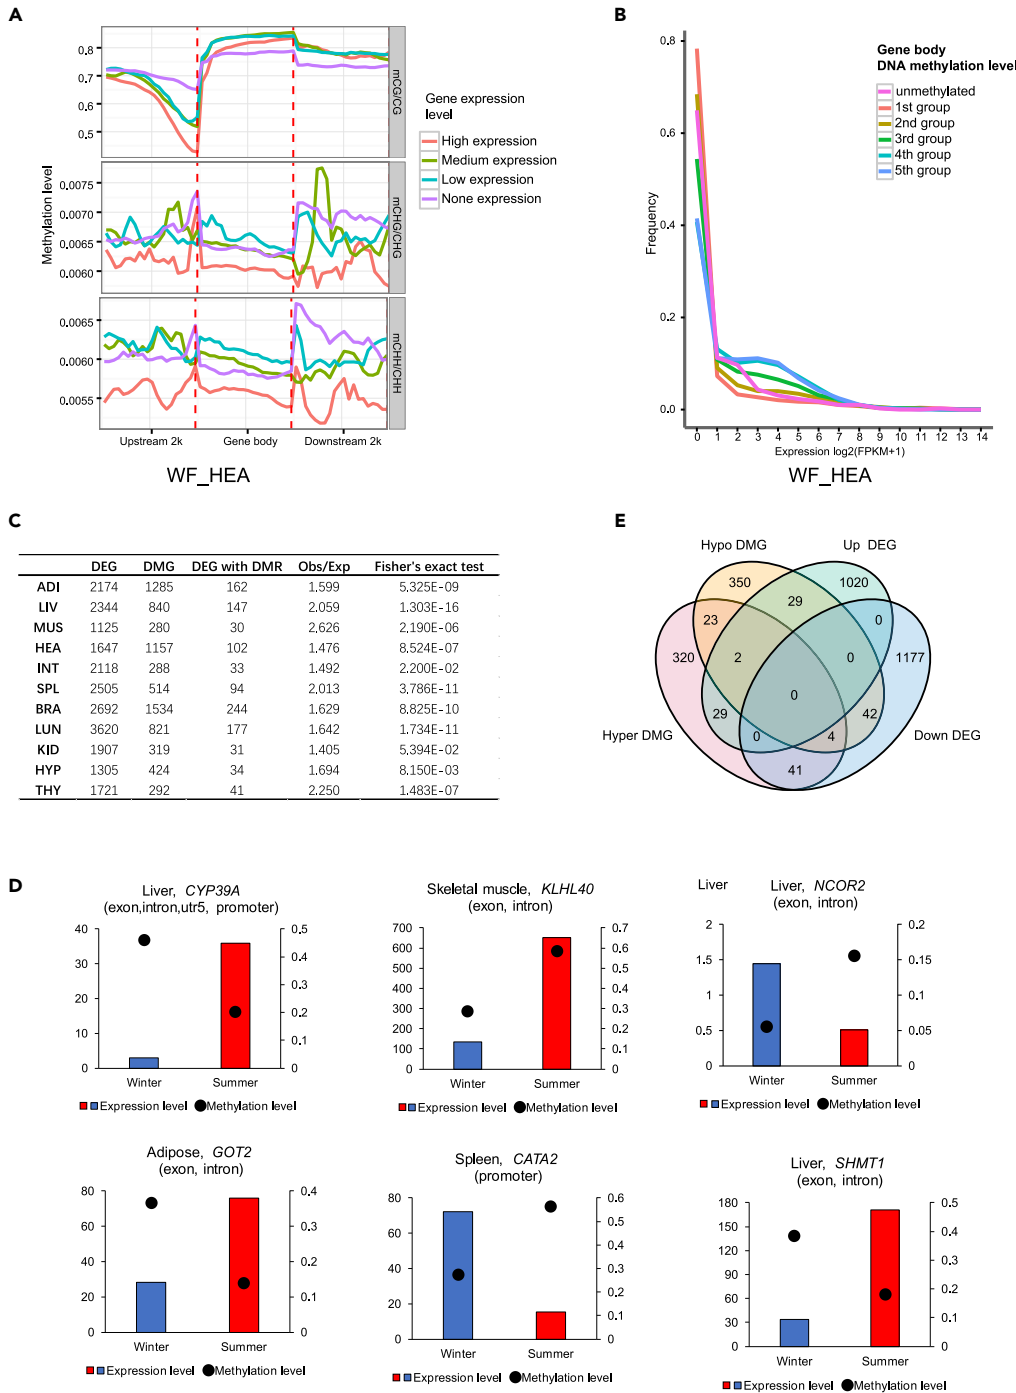 A
0,8
0,7
0,6
0,5
mCG/CG
0.0075
0.0070
0.0065
0.0060
mCHG/CHG
0.0065
0.0060
0.0055
mCHH/CHH
Methylation level
Upstream 2k Gene body Downstream 2k
WF_HEA
Gene expression
level
High expression
Medium expression
Low expression
None expression
B
Gene body
DNA methylation level
unmethylated
1st group
2nd group
3rd group
4th group
5th group
Frequency
0.8
0.6
0.4
0.2
0.0
0 1 2 3 4 5 6 7 8 9 10 11 12 13 14
Expression log2(FPKM+1)
WF_HEA
C
DEG DMG DEG with DMR Obs/Exp Fisher's exact test
ADI 2174 1285 162 1.599 5.325E-09
LIV 2344 840 147 2.059 1.303E-16
MUS 1125 280 30 2.626 2.190E-06
HEA 1647 1157 102 1.476 8.524E-07
INT 2118 288 33 1.492 2.200E-02
SPL 2505 514 94 2.013 3.786E-11
BRA 2692 1534 244 1.629 8.825E-10
LUN 3620 821 177 1.642 1.734E-11
KID 1907 319 31 1.405 5.394E-02
HYP 1305 424 34 1.694 8.150E-03
THY 1721 292 41 2.250 1.483E-07
E
Hypo DMG Up DEG
350 1020
29
23 0
320 2 0 1177
0
29 42
0 4
Hyper DMG Down DEG
41
D
Liver, CYP39A
(exon,intron,utr5, promoter)
40
30
20
10
0
0.5
0.4
0.3
0.2
0.1
0
Winter Summer
Expression level Methylation level
Skeletal muscle, KLHL40
(exon, intron)
700
600
500
400
300
200
100
0
0.7
0.6
0.5
0.4
0.3
0.2
0.1
0
Winter Summer
Expression level Methylation level
Liver Liver, NCOR2
(exon, intron)
2
1.5
1
0.5
0
0.2
0.15
0.1
0.05
0
Winter Summer
Expression level Methylation level
Adipose, GOT2
(exon, intron)
80
60
40
20
0
0.4
0.3
0.2
0.1
0
Winter Summer
Expression level Methylation level
Spleen, CATA2
(promoter)
80
60
40
20
0
0.6
0.5
0.4
0.3
0.2
0.1
0
Winter Summer
Expression level Methylation level
Liver, SHMT1
(exon, intron)
180
150
120
90
60
30
0
0.5
0.4
0.3
0.2
0.1
0
Winter Summer
Expression level Methylation level